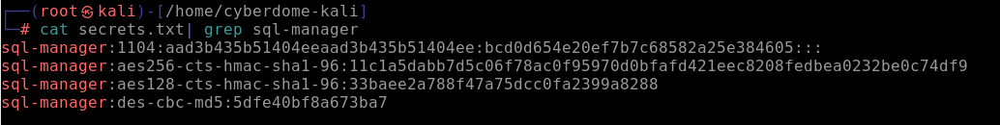 ┌──(root㉿kali)-[/home/cyberdome-kali]
└─# cat secrets.txt| grep sql-manager
sql-manager:1104:aad3b435b51404eeaad3b435b51404ee:bcd0d654e20ef7b7c68582a25e384605:::
sql-manager:aes256-cts-hmac-sha1-96:11c1a5dabb7d5c06f78ac0f95970d0bfafd421eec8208fedbea0232be0c74df9
sql-manager:aes128-cts-hmac-sha1-96:33baee2a788f47a75dcc0fa2399a8288
sql-manager:des-cbc-md5:5dfe40bf8a673ba7